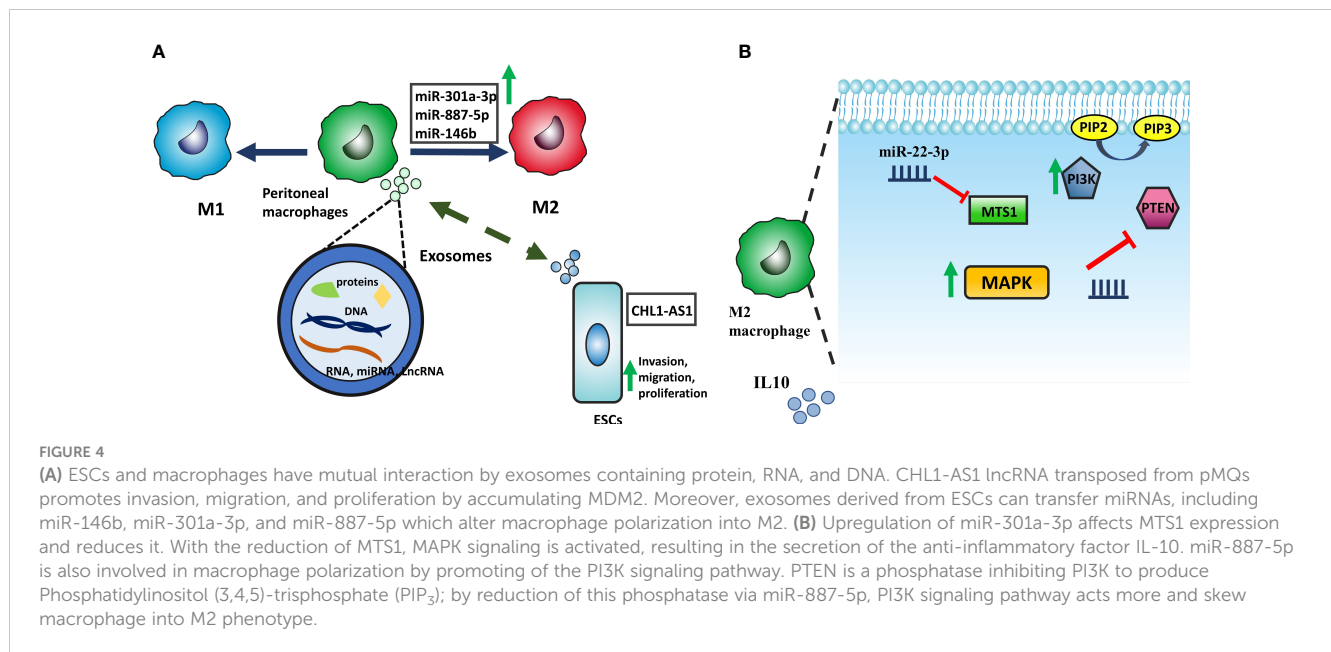 A
miR-301a-3p
miR-887-5p
miR-146b
M1
Peritoneal
macrophages
M2
Exosomes
proteins
DNA
RNA, miRNA, LncRNA
CHL1-AS1
Invasion,
migration,
proliferation
ESCs
B
PIP2
PIP3
miR-22-3p
PI3K
MTS1
PTEN
MAPK
M2
macrophage
IL10
FIGURE 4
(A) ESCs and macrophages have mutual interaction by exosomes containing protein, RNA, and DNA. CHL1-AS1 lncRNA transposed from pMQs
promotes invasion, migration, and proliferation by accumulating MDM2. Moreover, exosomes derived from ESCs can transfer miRNAs, including
miR-146b, miR-301a-3p, and miR-887-5p which alter macrophage polarization into M2. (B) Upregulation of miR-301a-3p affects MTS1 expression
and reduces it. With the reduction of MTS1, MAPK signaling is activated, resulting in the secretion of the anti-inflammatory factor IL-10. miR-887-5p
is also involved in macrophage polarization by promoting of the PI3K signaling pathway. PTEN is a phosphatase inhibiting PI3K to produce
Phosphatidylinositol (3,4,5)-trisphosphate (PIP₃); by reduction of this phosphatase via miR-887-5p, PI3K signaling pathway acts more and skew
macrophage into M2 phenotype.